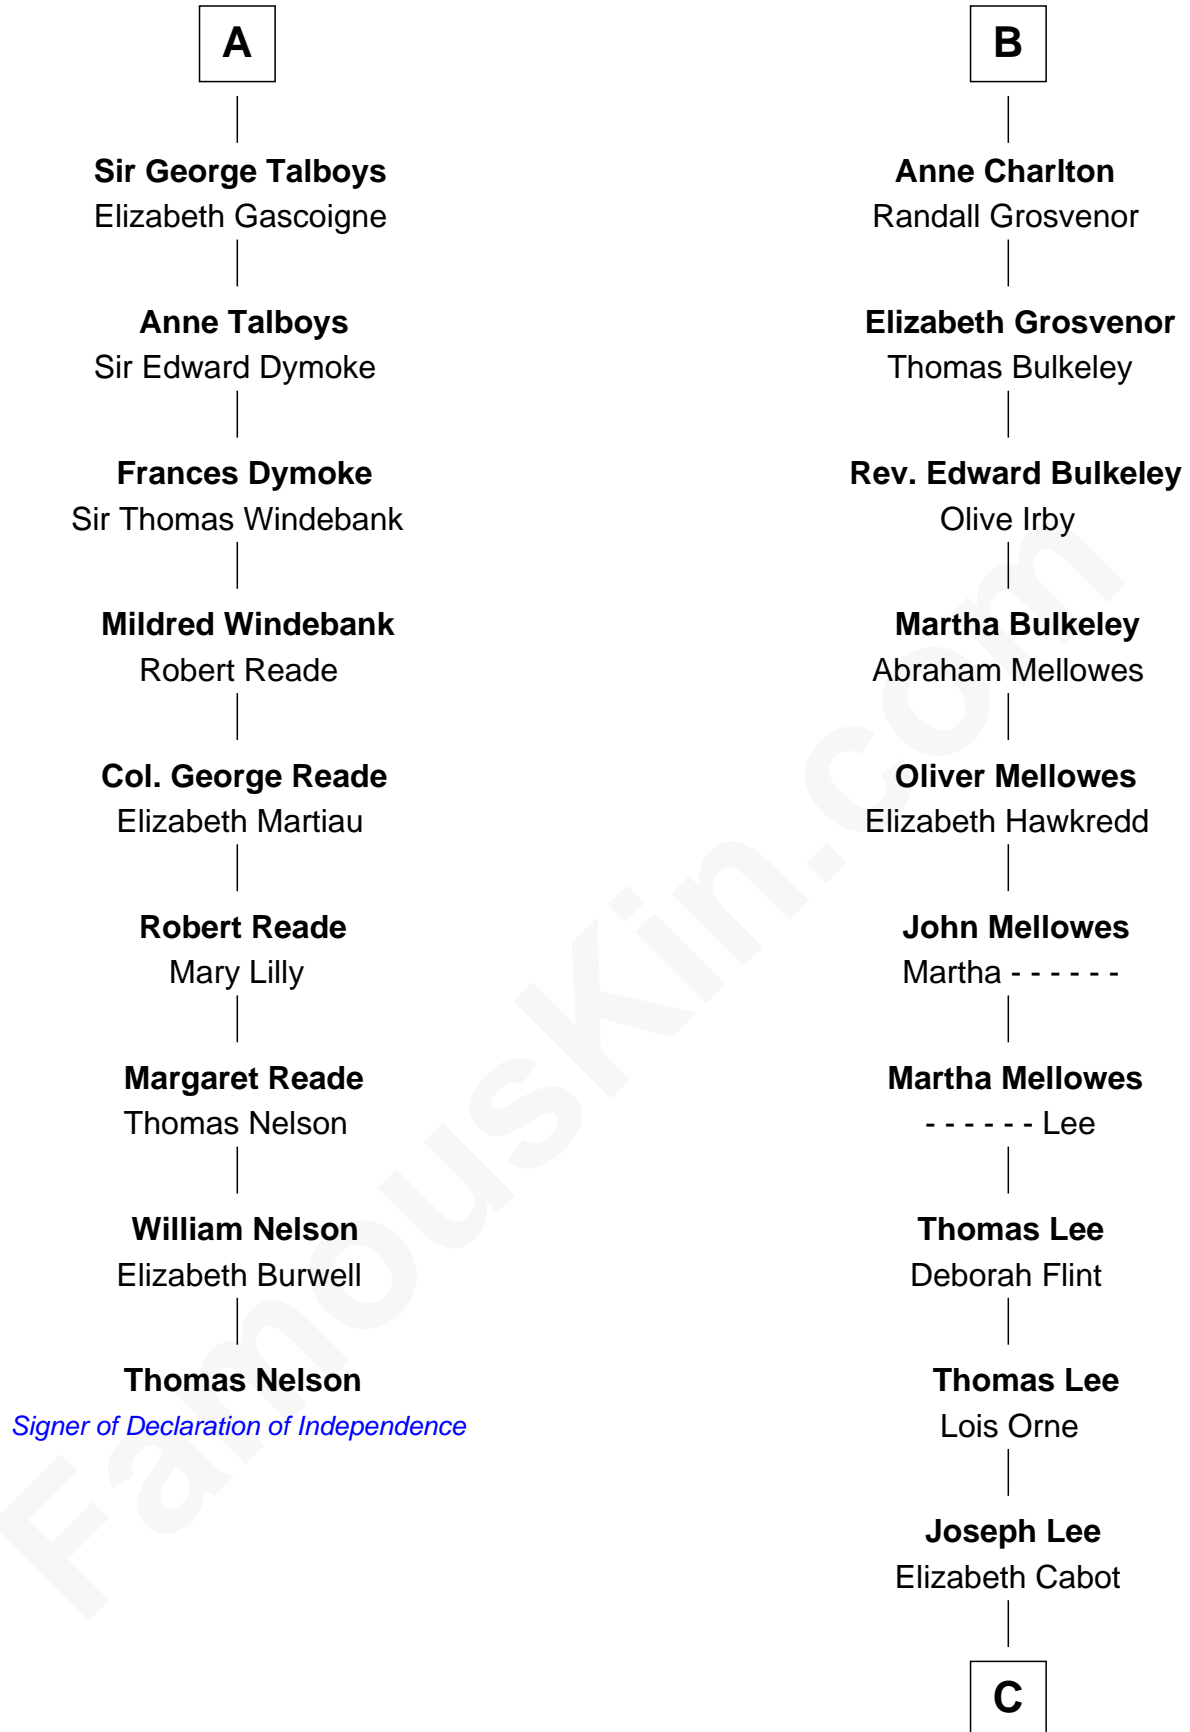 A
Sir George Talboys
Elizabeth Gascoigne
Anne Talboys
Sir Edward Dymoke
Frances Dymoke
Sir Thomas Windebank
Mildred Windebank
Robert Reade
Col. George Reade
Elizabeth Martiau
Robert Reade
Mary Lilly
Margaret Reade
Thomas Nelson
William Nelson
Elizabeth Burwell
Thomas Nelson
Signer of Declaration of Independence
B
Anne Charlton
Randall Grosvenor
Elizabeth Grosvenor
Thomas Bulkeley
Rev. Edward Bulkeley
Olive Irby
Martha Bulkeley
Abraham Mellowes
Oliver Mellowes
Elizabeth Hawkredd
John Mellowes
Martha - - - - - -
Martha Mellowes
- - - - - - Lee
Thomas Lee
Deborah Flint
Thomas Lee
Lois Orne
Joseph Lee
Elizabeth Cabot
C
FamousKin.com